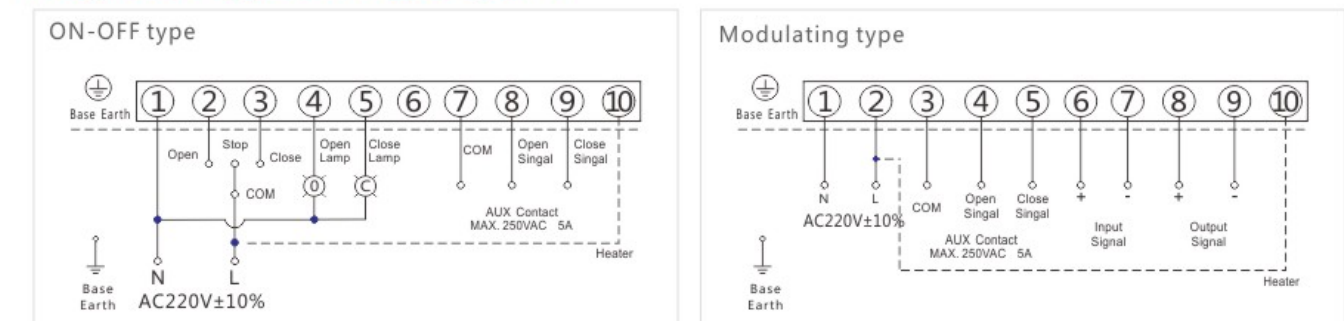 ON-OFF type
Base Earth
1 2 3 4 5 6 7 8 9 10
Open
Stop
Close
COM
Open
Lamp
Close
Lamp
O
C
COM
Open
Singal
Close
Singal
AUX Contact
MAX. 250VAC 5A
Heater
Base
Earth
N
L
AC220V±10%
Modulating type
Base Earth
1 2 3 4 5 6 7 8 9 10
N
L
AC220V±10%
COM
Open
Singal
Close
Singal
AUX Contact
MAX. 250VAC 5A
+
-
+
-
Input
Signal
Output
Signal
Heater
Base
Earth